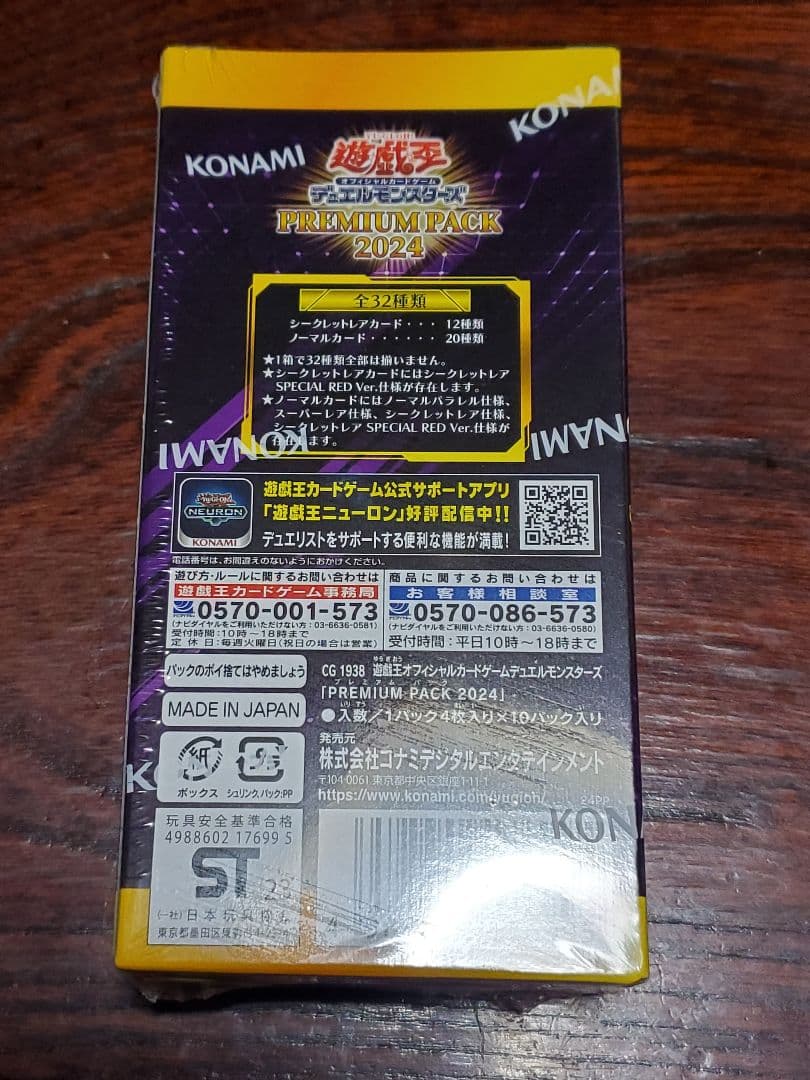 KONAMI
KONAMI
YU-GI-OH!
遊戯王
オフィシャルカードゲーム
デュエルモンスターズ
PREMIUM PACK
2024
全32種類
シークレットレアカード・・・ 12種類
ノーマルカード・・・・・・ 20種類
★1箱で32種類全部は揃いません。
★シークレットレアカードにはシークレットレア
SPECIAL RED Ver.仕様が存在します。
★ノーマルカードにはノーマルパラレル仕様、
スーパーレア仕様、シークレットレア仕様、
シークレットレア SPECIAL RED Ver.仕様が
存在します。
KONAMI
KONAMI
KONAMI
Yu-Gi-Oh!
NEURON
KONAMI
遊戯王カードゲーム公式サポートアプリ
「遊戯王ニューロン」好評配信中!!
デュエリストをサポートする便利な機能が満載!
電話番号は、お間違えのないようにおかけください。
遊び方・ルールに関するお問い合わせは
遊戯王カードゲーム事務局
0570-001-573
(ナビダイヤルをご利用いただけない方:03-6636-0581)
受付時間:10時〜18時まで
定休日:毎週火曜日(祝日の場合は営業)
商品に関するお問い合わせは
お客様相談室
0570-086-573
(ナビダイヤルをご利用いただけない方:03-6636-0580)
受付時間:平日10時〜18時まで
パックのポイ捨てはやめましょう
MADE IN JAPAN
紙
ボックス
プラ
シュリンク,パック:PP
CG 1938 遊戯王オフィシャルカードゲームデュエルモンスターズ
「PREMIUM PACK 2024」
●入数/1パック4枚入り×10パック入り
発売元
株式会社コナミデジタルエンタテインメント
〒104-0061 東京都中央区銀座1-11-1
https://www.konami.com/yugioh/
24PP
KON
玩具安全基準合格
4988602 17699 5
ST 23
(一社)日本玩具協会
東京都墨田区